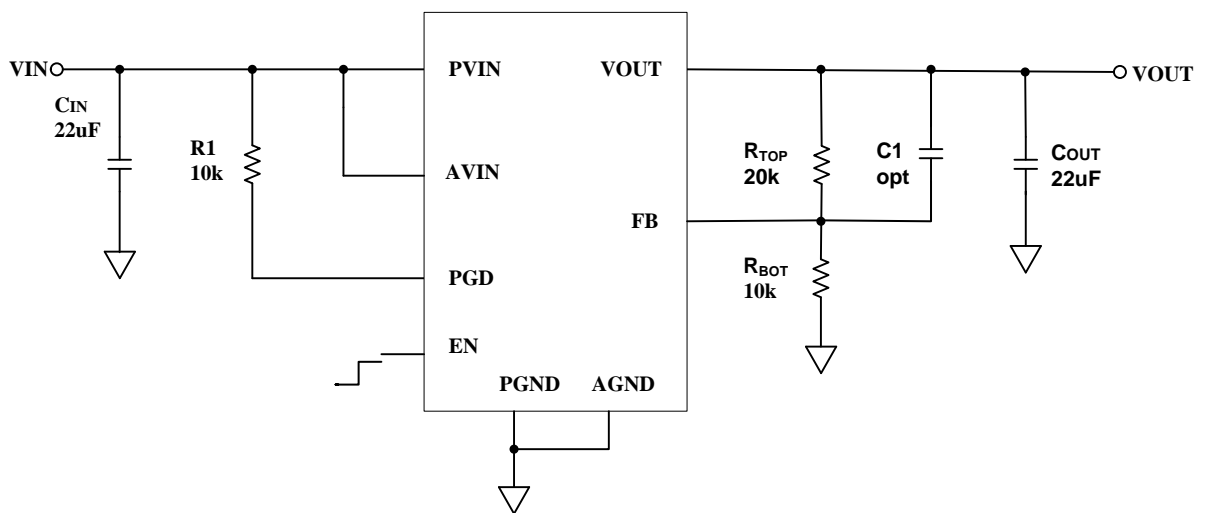 VIN
CIN
22uF
R1
10k
PVIN
AVIN
PGD
EN
PGND
AGND
VOUT
FB
RTOP
20k
C1
opt
RBOT
10k
COUT
22uF
VOUT